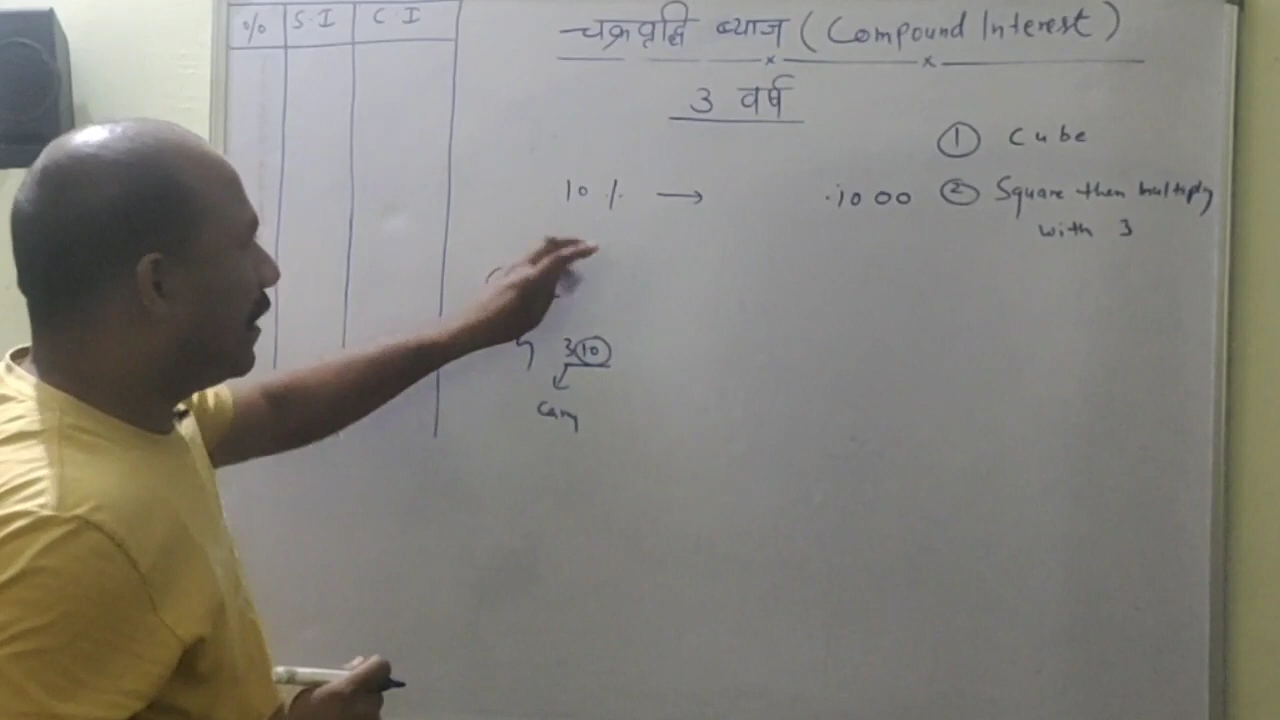 % S.I C.I
चक्रवृद्धि ब्याज (Compound Interest)
3 वर्ष
① Cube
10 % → .1000 ② Square then multiply
with 3
3 10
Carry